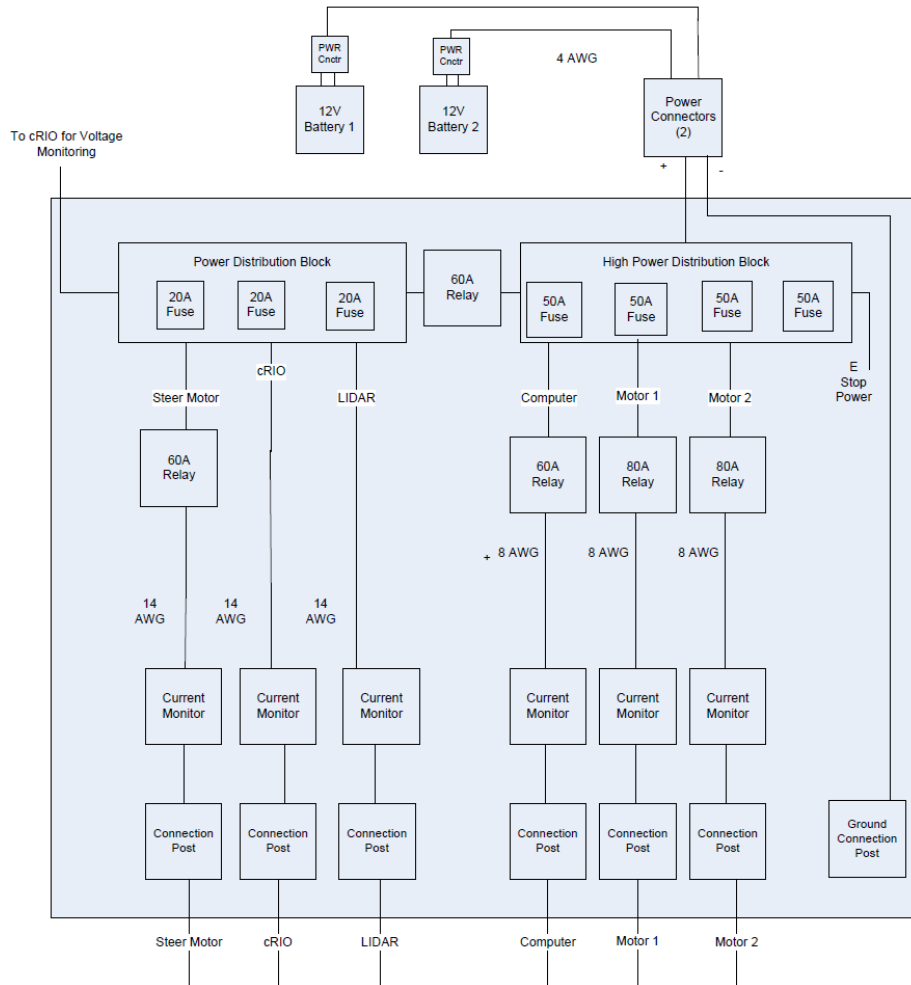 PWR
Cnctr
PWR
Cnctr
4 AWG
12V
Battery 1
12V
Battery 2
Power
Connectors
(2)
To cRIO for Voltage
Monitoring
+
-
Power Distribution Block
20A
Fuse
20A
Fuse
20A
Fuse
60A
Relay
High Power Distribution Block
50A
Fuse
50A
Fuse
50A
Fuse
50A
Fuse
E
Stop
Power
Steer Motor
cRIO
LIDAR
Computer
Motor 1
Motor 2
60A
Relay
60A
Relay
80A
Relay
80A
Relay
+
8 AWG
8 AWG
8 AWG
14
AWG
14
AWG
14
AWG
Current
Monitor
Current
Monitor
Current
Monitor
Current
Monitor
Current
Monitor
Current
Monitor
Connection
Post
Connection
Post
Connection
Post
Connection
Post
Connection
Post
Connection
Post
Ground
Connection
Post
Steer Motor
cRIO
LIDAR
Computer
Motor 1
Motor 2